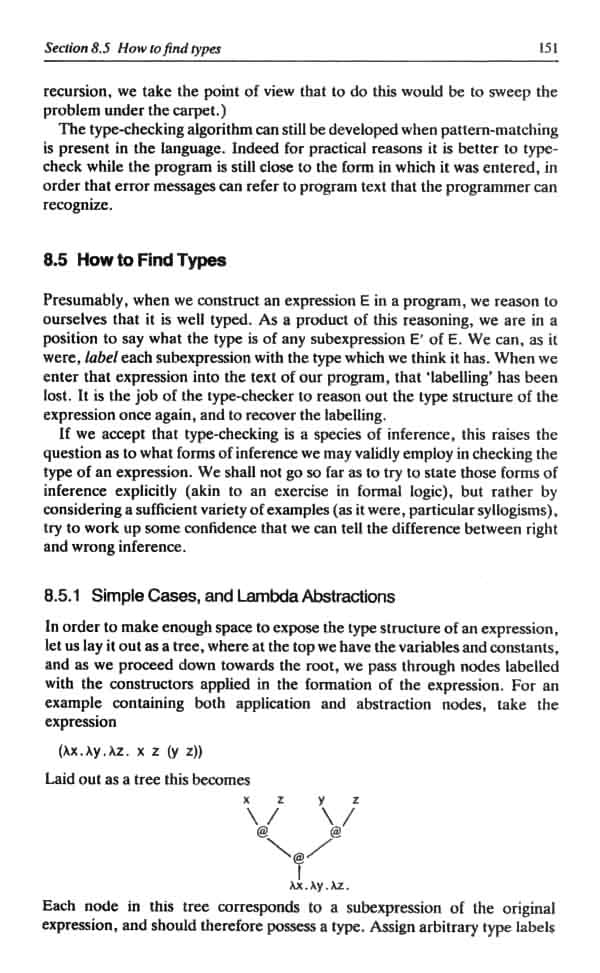 Section 8.5 How to find types 151
recursion, we take the point of view that to do this would be to sweep the
problem under the carpet.)
The type-checking algorithm can still be developed when pattern-matching
is present in the language. Indeed for practical reasons it is better to type-
check while the program is still close to the form in which it was entered, in
order that error messages can refer to program text that the programmer can
recognize.
8.5 How to Find Types
Presumably, when we construct an expression E in a program, we reason to
ourselves that it is well typed. As a product of this reasoning, we are in a
position to say what the type is of any subexpression E' of E. We can, as it
were, label each subexpression with the type which we think it has. When we
enter that expression into the text of our program, that 'labelling' has been
lost. It is the job of the type-checker to reason out the type structure of the
expression once again, and to recover the labelling.
If we accept that type-checking is a species of inference, this raises the
question as to what forms of inference we may validly employ in checking the
type of an expression. We shall not go so far as to try to state those forms of
inference explicitly (akin to an exercise in formal logic), but rather by
considering a sufficient variety of examples (as it were, particular syllogisms),
try to work up some confidence that we can tell the difference between right
and wrong inference.
8.5.1 Simple Cases, and Lambda Abstractions
In order to make enough space to expose the type structure of an expression,
let us lay it out as a tree, where at the top we have the variables and constants,
and as we proceed down towards the root, we pass through nodes labelled
with the constructors applied in the formation of the expression. For an
example containing both application and abstraction nodes, take the
expression
(λx.λy.λz. x z (y z))
Laid out as a tree this becomes
x z y z
@ @
@
λx.λy.λz.
Each node in this tree corresponds to a subexpression of the original
expression, and should therefore possess a type. Assign arbitrary type labels